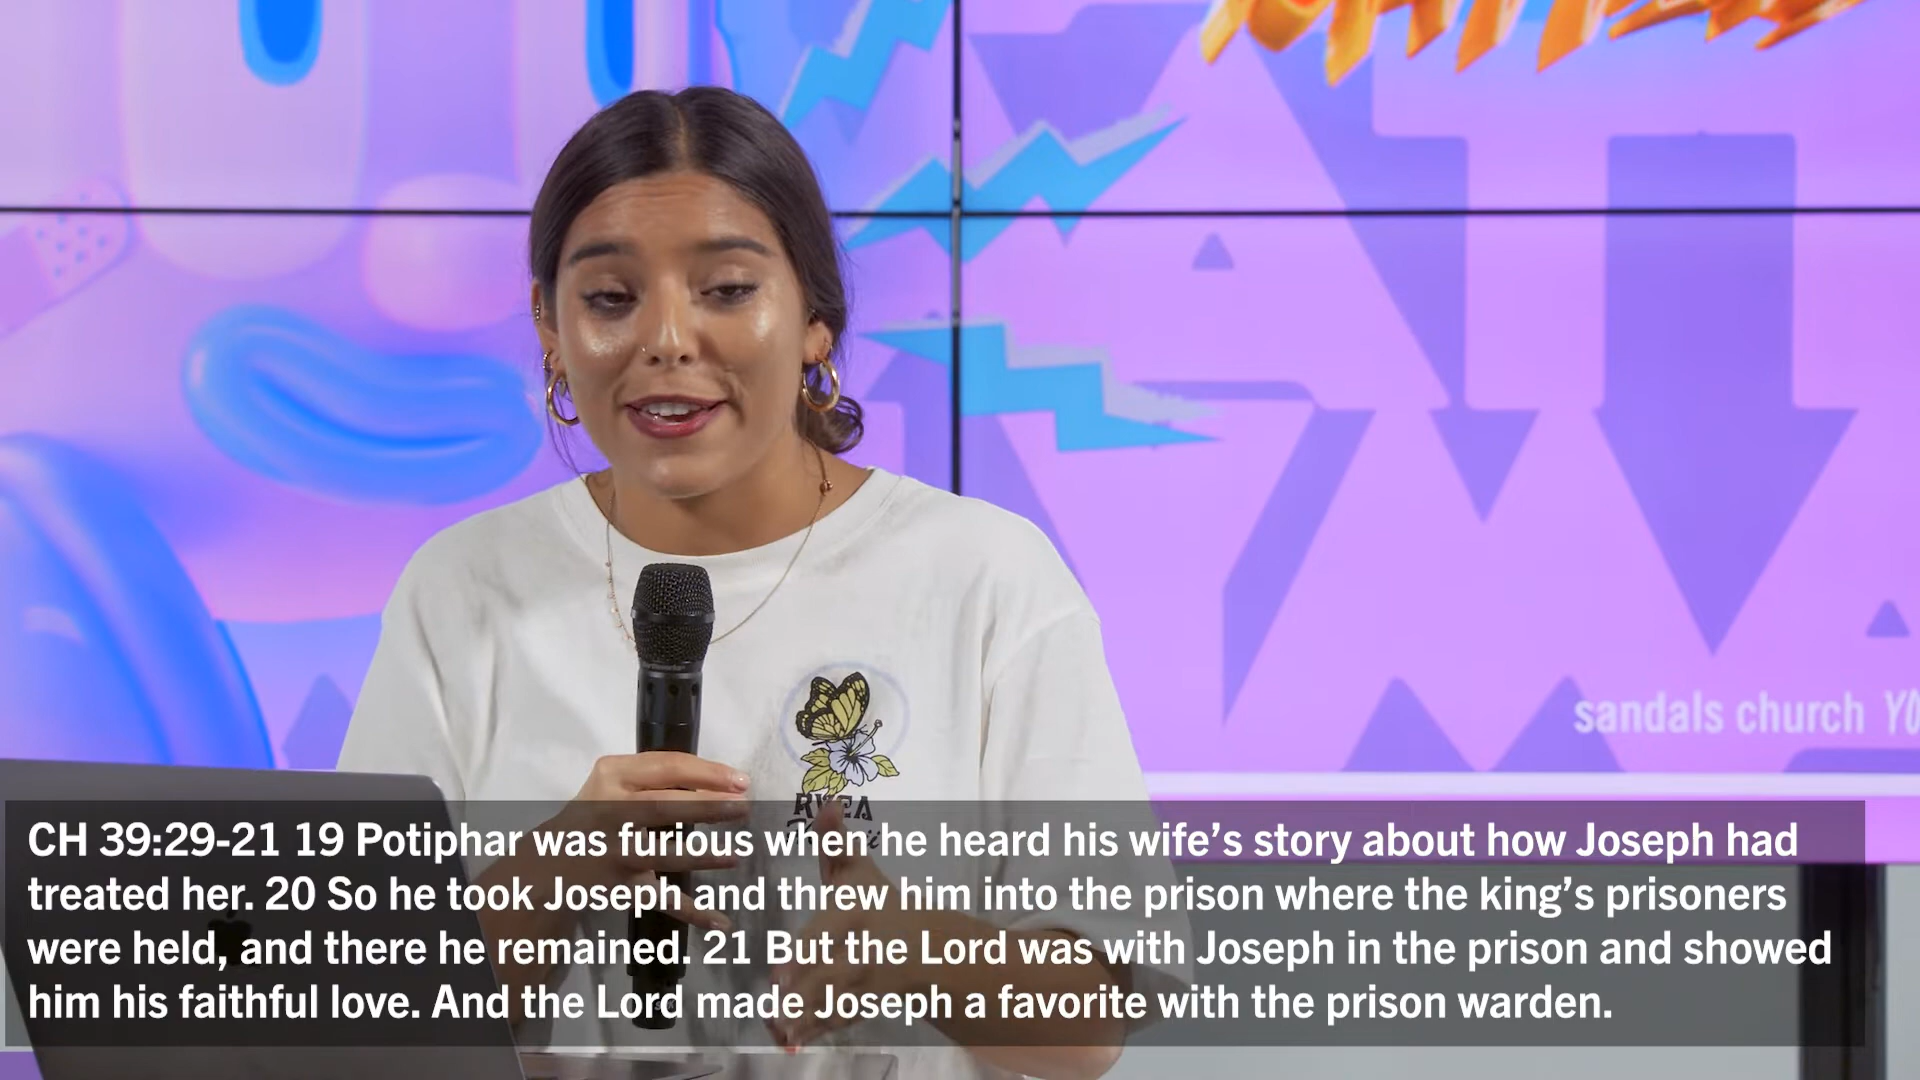 sandals church YO
RVCA
CH 39:29-21 19 Potiphar was furious when he heard his wife’s story about how Joseph had
treated her. 20 So he took Joseph and threw him into the prison where the king’s prisoners
were held, and there he remained. 21 But the Lord was with Joseph in the prison and showed
him his faithful love. And the Lord made Joseph a favorite with the prison warden.